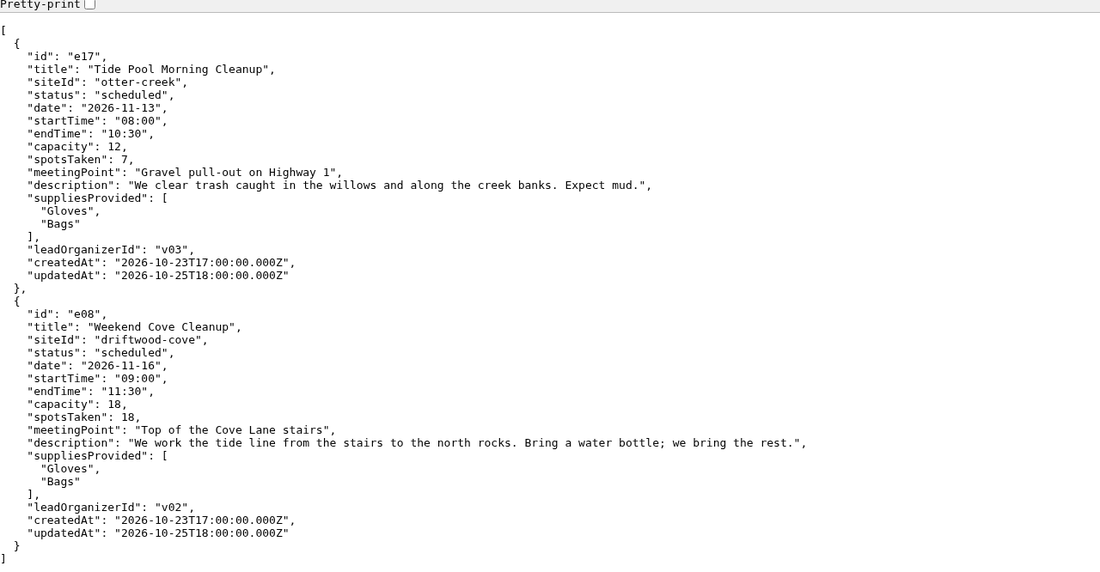 Pretty-print
[
  {
    "id": "e17",
    "title": "Tide Pool Morning Cleanup",
    "siteId": "otter-creek",
    "status": "scheduled",
    "date": "2026-11-13",
    "startTime": "08:00",
    "endTime": "10:30",
    "capacity": 12,
    "spotsTaken": 7,
    "meetingPoint": "Gravel pull-out on Highway 1",
    "description": "We clear trash caught in the willows and along the creek banks. Expect mud.",
    "suppliesProvided": [
      "Gloves",
      "Bags"
    ],
    "leadOrganizerId": "v03",
    "createdAt": "2026-10-23T17:00:00.000Z",
    "updatedAt": "2026-10-25T18:00:00.000Z"
  },
  {
    "id": "e08",
    "title": "Weekend Cove Cleanup",
    "siteId": "driftwood-cove",
    "status": "scheduled",
    "date": "2026-11-16",
    "startTime": "09:00",
    "endTime": "11:30",
    "capacity": 18,
    "spotsTaken": 18,
    "meetingPoint": "Top of the Cove Lane stairs",
    "description": "We work the tide line from the stairs to the north rocks. Bring a water bottle; we bring the rest.",
    "suppliesProvided": [
      "Gloves",
      "Bags"
    ],
    "leadOrganizerId": "v02",
    "createdAt": "2026-10-23T17:00:00.000Z",
    "updatedAt": "2026-10-25T18:00:00.000Z"
  }
]